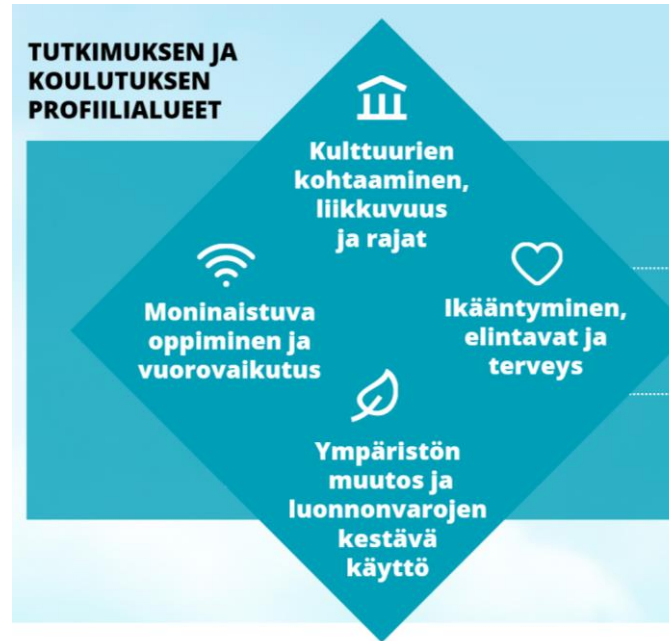 TUTKIMUKSEN JA
KOULUTUKSEN
PROFIILIALUEET
Kulttuurien
kohtaaminen,
liikkuvuus
ja rajat
Moninaistuva
oppiminen ja
vuorovaikutus
Ikääntyminen,
elintavat ja
terveys
Ympäristön
muutos ja
luonnonvarojen
kestävä
käyttö